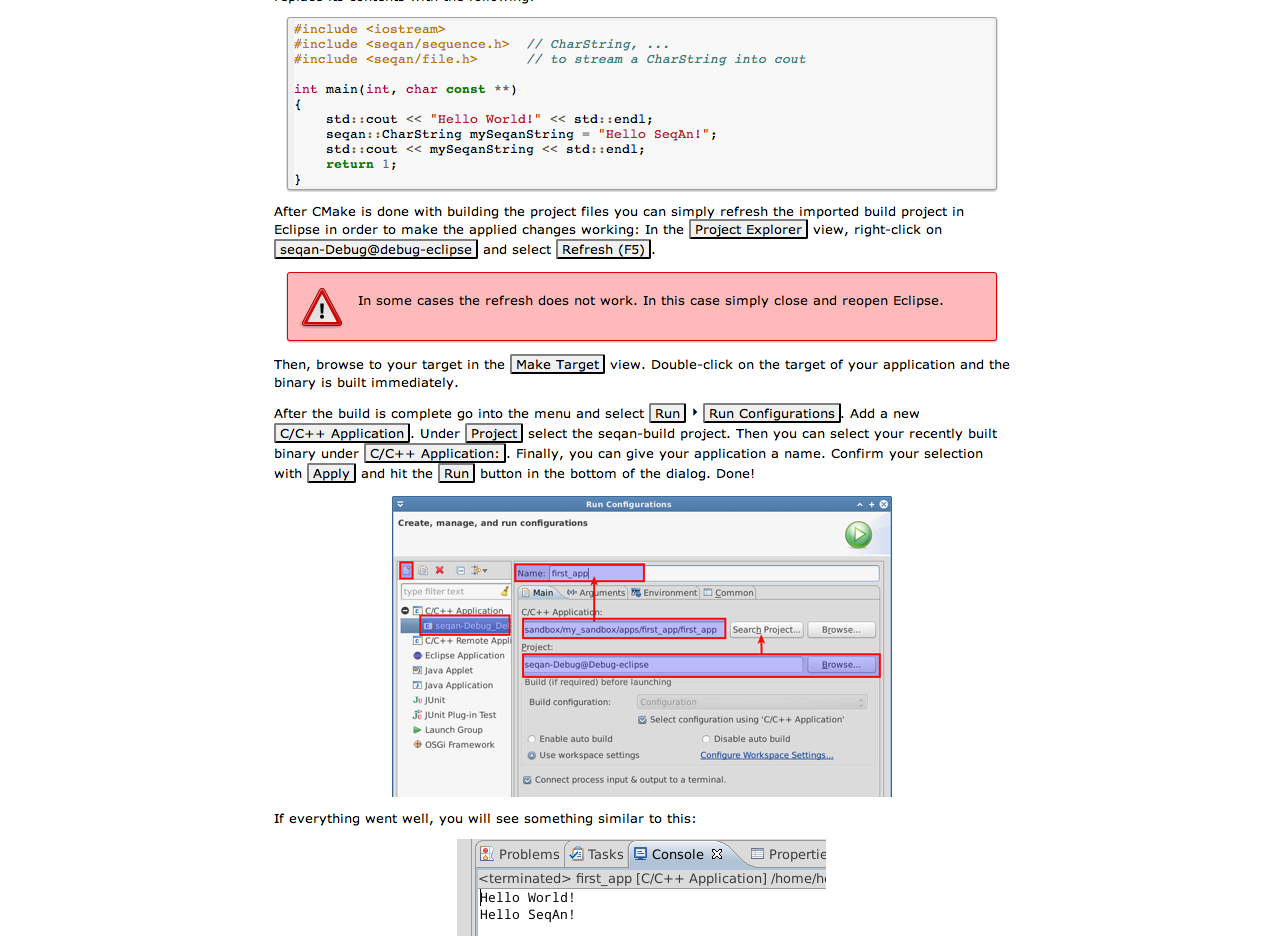 #include <iostream>
#include <seqan/sequence.h>  // CharString, ...
#include <seqan/file.h>      // to stream a CharString into cout
int main(int, char const **)
{
    std::cout << "Hello World!" << std::endl;
    seqan::CharString mySeqanString = "Hello SeqAn!";
    std::cout << mySeqanString << std::endl;
    return 1;
}
After CMake is done with building the project files you can simply refresh the imported build project in
Eclipse in order to make the applied changes working: In the Project Explorer view, right-click on
seqan-Debug@debug-eclipse and select Refresh (F5).
In some cases the refresh does not work. In this case simply close and reopen Eclipse.
Then, browse to your target in the Make Target view. Double-click on the target of your application and the
binary is built immediately.
After the build is complete go into the menu and select Run ‣ Run Configurations. Add a new
C/C++ Application. Under Project select the seqan-build project. Then you can select your recently built
binary under C/C++ Application:. Finally, you can give your application a name. Confirm your selection
with Apply and hit the Run button in the bottom of the dialog. Done!
Run Configurations
Create, manage, and run configurations
Name: first_app
type filter text
Main Arguments Environment Common
C/C++ Application
seqan-Debug_Deb
C/C++ Remote Appli
Eclipse Application
Java Applet
Java Application
JUnit
JUnit Plug-in Test
Launch Group
OSGi Framework
C/C++ Application:
sandbox/my_sandbox/apps/first_app/first_app Search Project... Browse...
Project:
seqan-Debug@Debug-eclipse Browse...
Build (if required) before launching
Build configuration: Configuration
Select configuration using 'C/C++ Application'
Enable auto build Disable auto build
Use workspace settings Configure Workspace Settings...
Connect process input & output to a terminal.
If everything went well, you will see something similar to this:
Problems Tasks Console Propertie
<terminated> first_app [C/C++ Application] /home/h
Hello World!
Hello SeqAn!